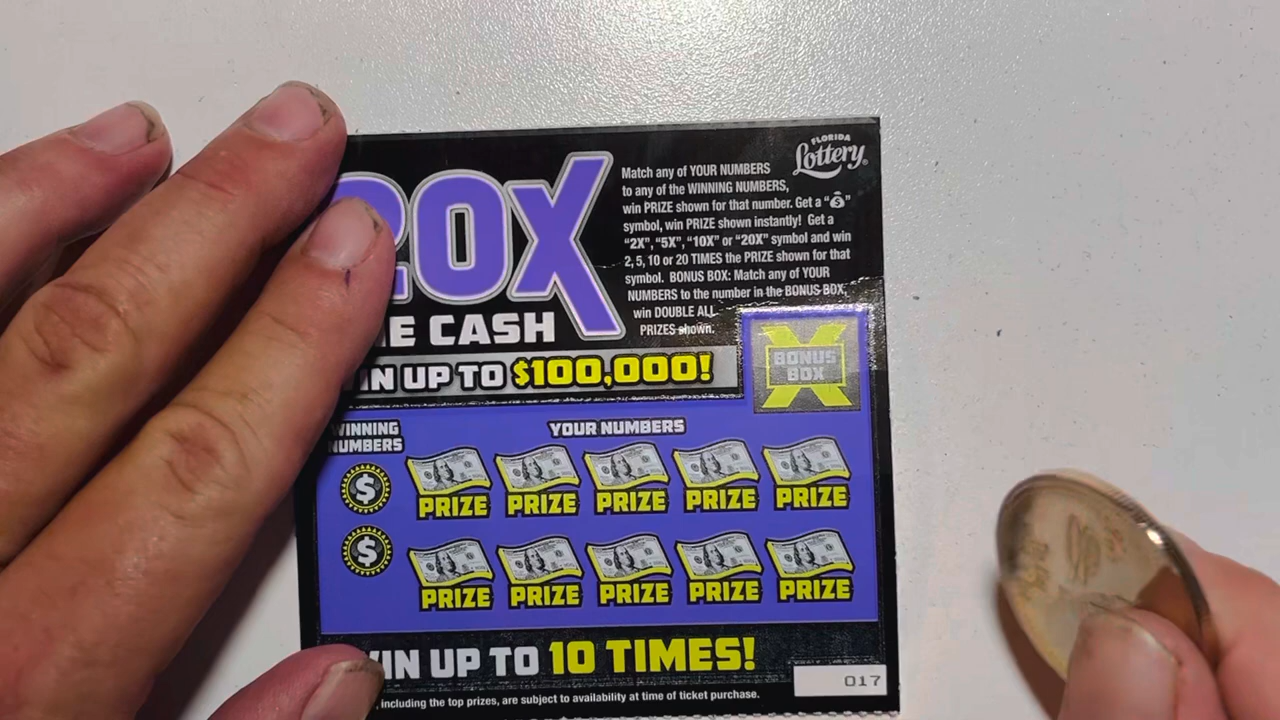 FLORIDA
Lottery
20X
E CASH
WIN UP TO $100,000!
Match any of YOUR NUMBERS
to any of the WINNING NUMBERS,
win PRIZE shown for that number. Get a "$"
symbol, win PRIZE shown instantly! Get a
"2X", "5X", "10X" or "20X" symbol and win
2, 5, 10 or 20 TIMES the PRIZE shown for that
symbol. BONUS BOX: Match any of YOUR
NUMBERS to the number in the BONUS BOX,
win DOUBLE ALL
PRIZES shown.
BONUS
BOX
WINNING
NUMBERS
YOUR NUMBERS
$
PRIZE PRIZE PRIZE PRIZE PRIZE
$
PRIZE PRIZE PRIZE PRIZE PRIZE
WIN UP TO 10 TIMES!
017
, including the top prizes, are subject to availability at time of ticket purchase.